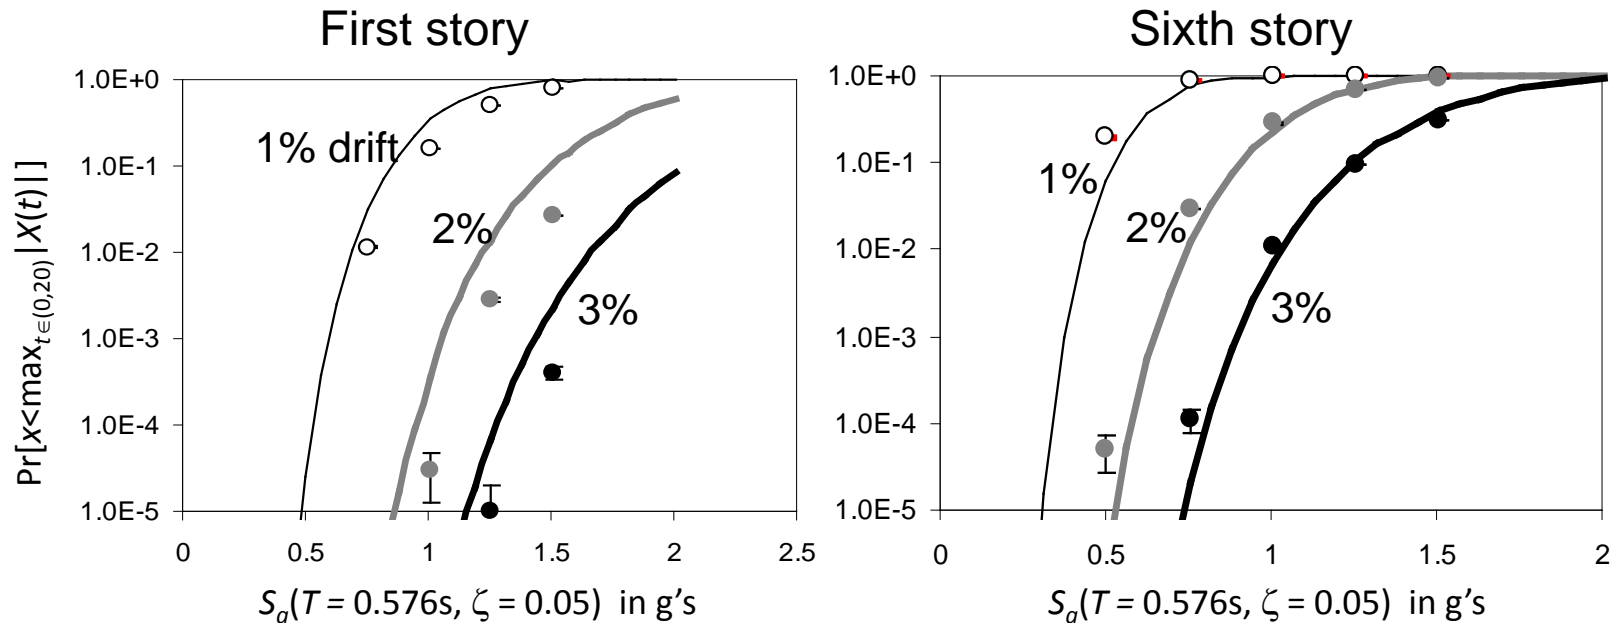 First story
Sixth story
Pr[x<max_{t∈(0,20)}|X(t)|]
1.0E+0
1.0E-1
1.0E-2
1.0E-3
1.0E-4
1.0E-5
1% drift
2%
3%
0 0.5 1 1.5 2 2.5
S_a(T = 0.576s, ζ = 0.05) in g's
1.0E+0
1.0E-1
1.0E-2
1.0E-3
1.0E-4
1.0E-5
1%
2%
3%
0 0.5 1 1.5 2
S_a(T = 0.576s, ζ = 0.05) in g's